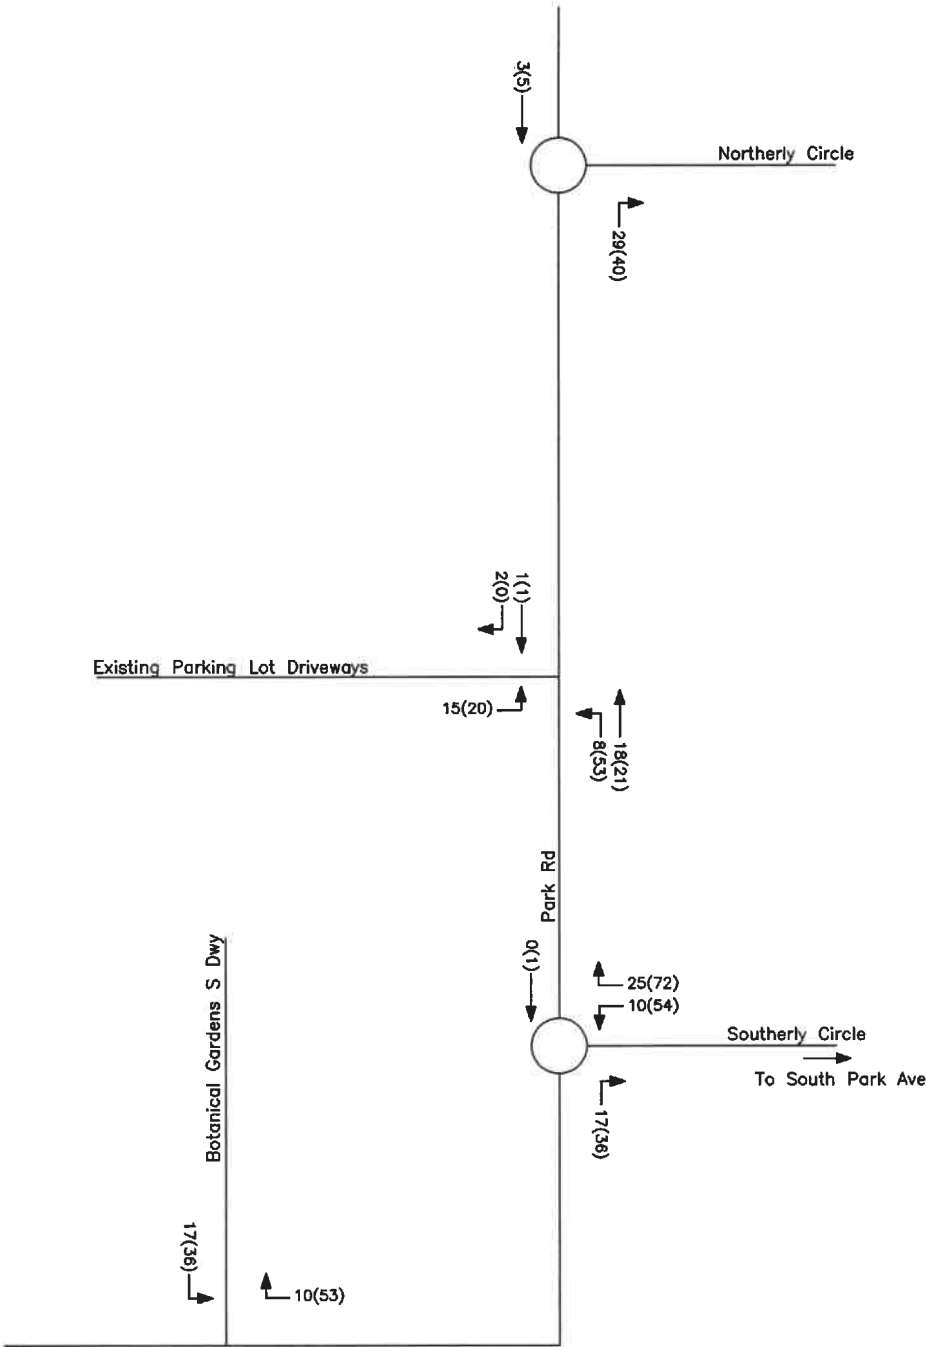 3(5)
Northerly Circle
29(40)
1(1)
2(0)
Existing Parking Lot Driveways
15(20)
18(21)
8(53)
Park Rd
0(1)
25(72)
10(54)
Southerly Circle
To South Park Ave
17(36)
Botanical Gardens S Dwy
17(36)
10(53)